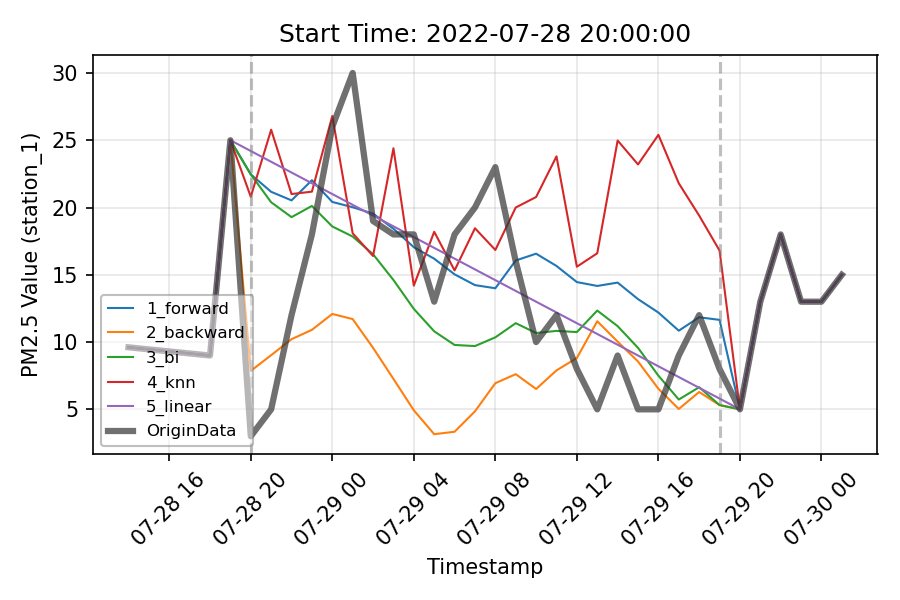 Start Time: 2022-07-28 20:00:00
PM2.5 Value (station_1)
30
25
20
15
10
5
1_forward
2_backward
3_bi
4_knn
5_linear
OriginData
07-28 16
07-28 20
07-29 00
07-29 04
07-29 08
07-29 12
07-29 16
07-29 20
07-30 00
Timestamp